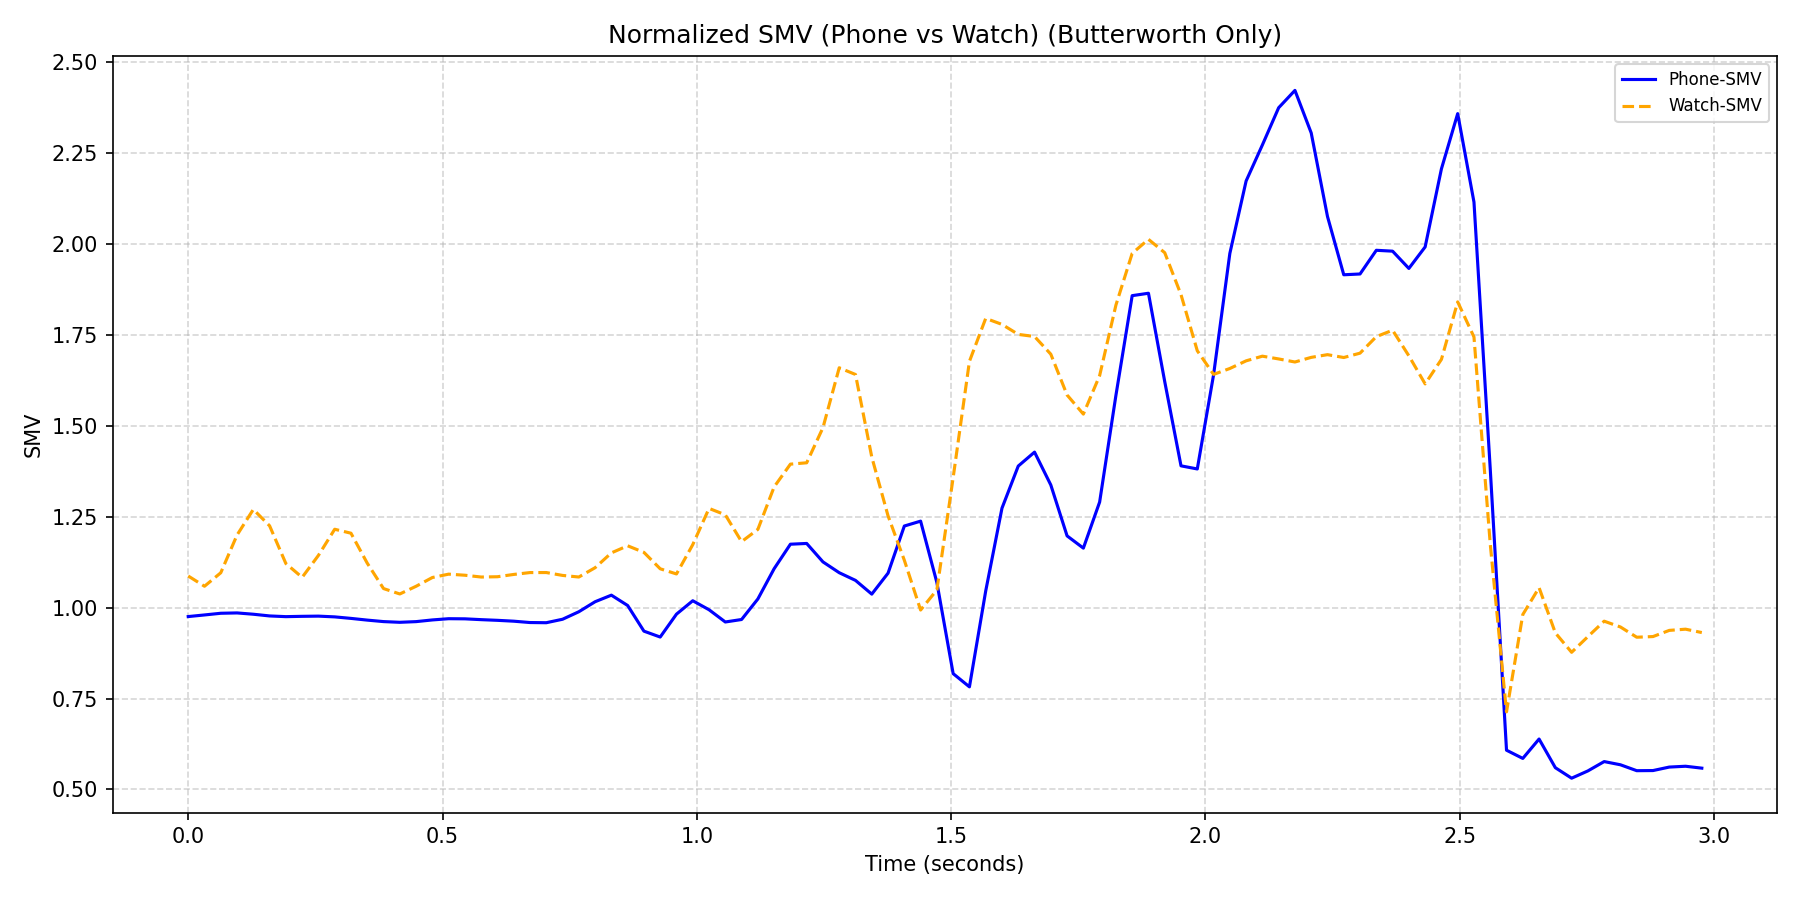 Normalized SMV (Phone vs Watch) (Butterworth Only)
Phone-SMV
Watch-SMV
2.50
2.25
2.00
1.75
1.50
1.25
1.00
0.75
0.50
SMV
0.0 0.5 1.0 1.5 2.0 2.5 3.0
Time (seconds)